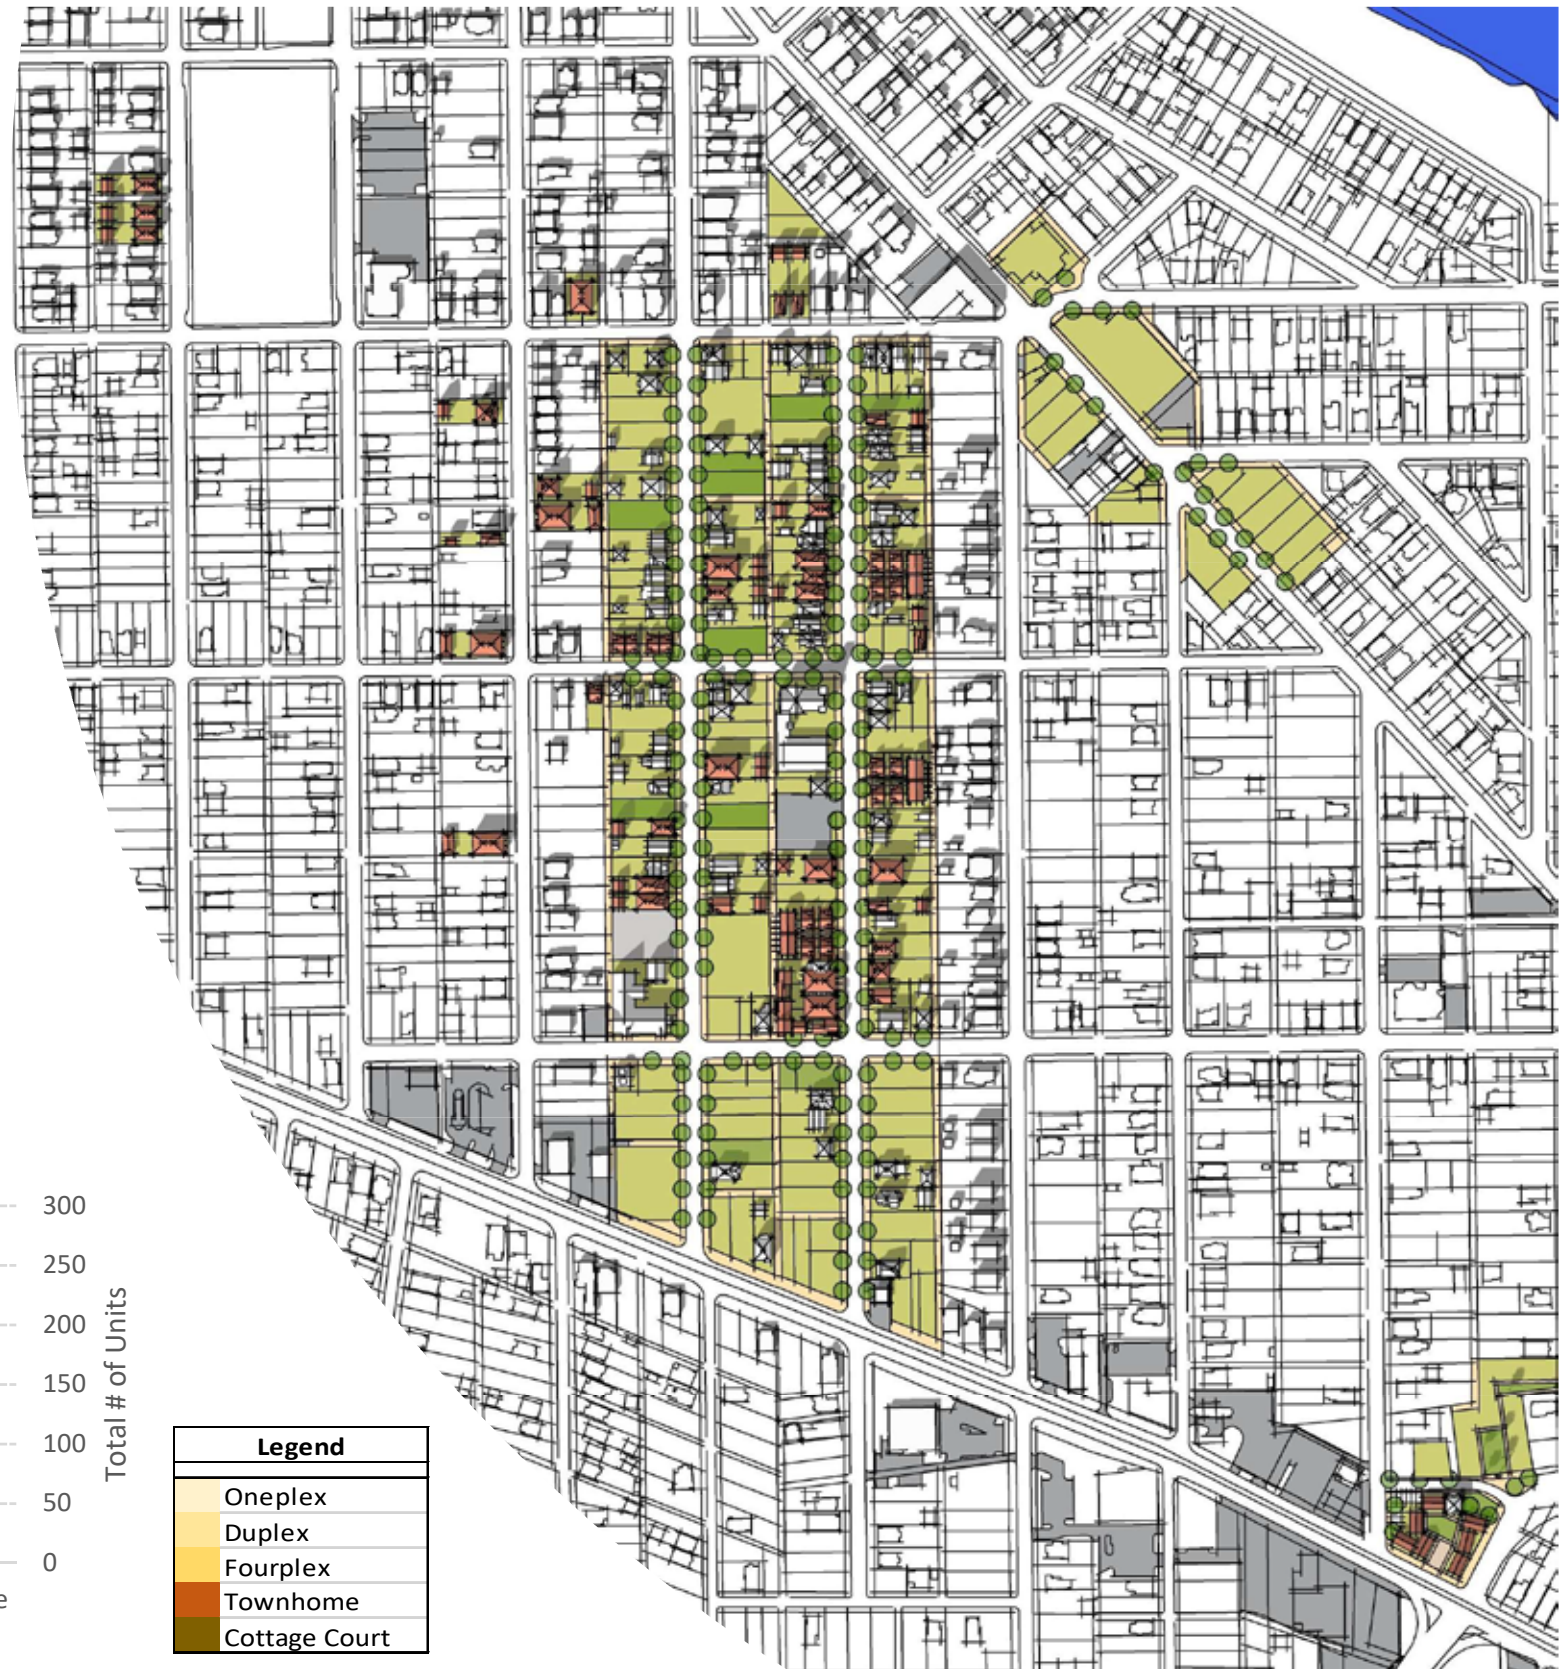 300
250
200
150
100
50
0
Total # of Units
e
Legend
Oneplex
Duplex
Fourplex
Townhome
Cottage Court